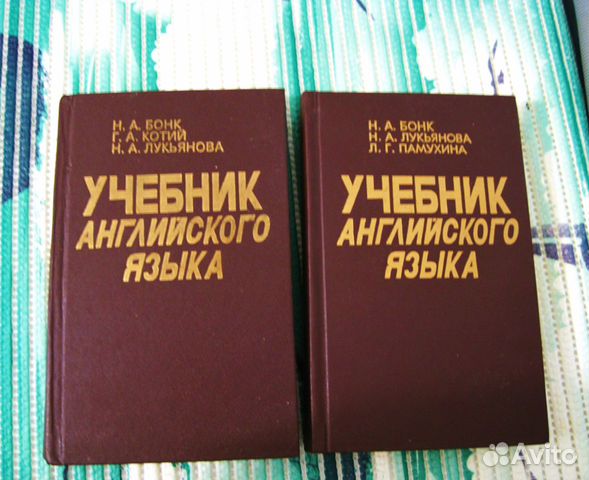 Н. А. БОНК
Г. А. КОТИЙ
Н. А. ЛУКЬЯНОВА
УЧЕБНИК
АНГЛИЙСКОГО
ЯЗЫКА
Н. А. БОНК
Н. А. ЛУКЬЯНОВА
Л. Г. ПАМУХИНА
УЧЕБНИК
АНГЛИЙСКОГО
ЯЗЫКА
Avito